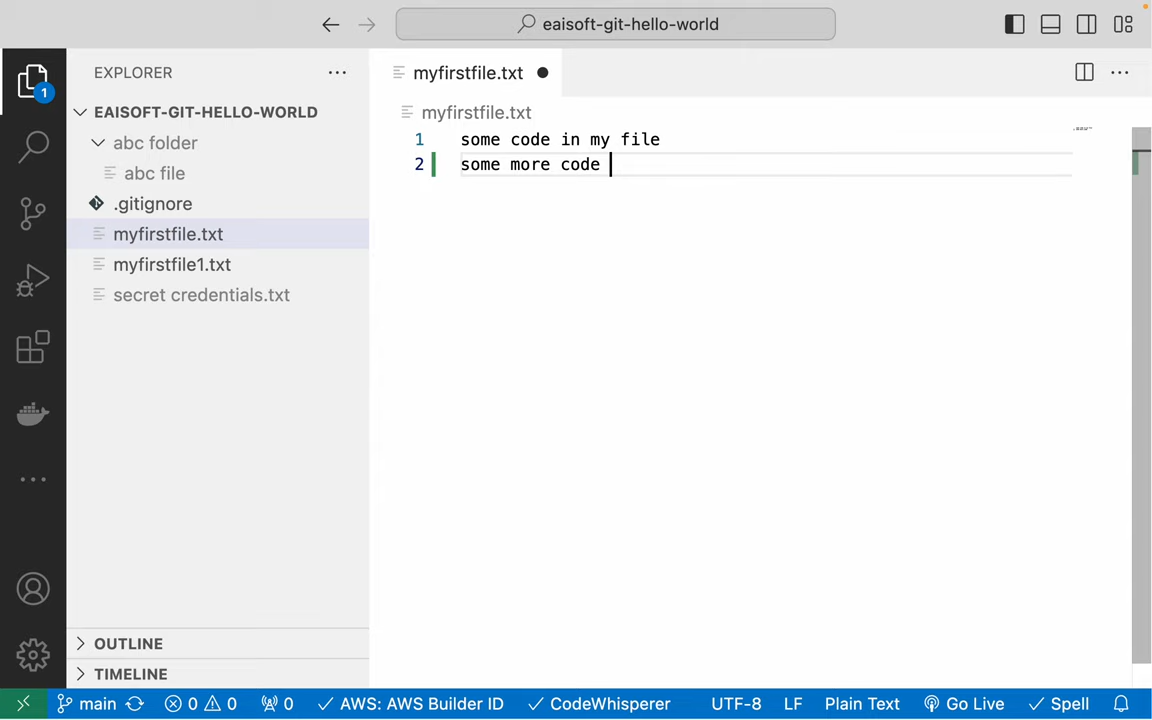 eaisoft-git-hello-world
EXPLORER
myfirstfile.txt
1
EAISOFT-GIT-HELLO-WORLD
myfirstfile.txt
abc folder
1 some code in my file
abc file
2 some more code
.gitignore
myfirstfile.txt
myfirstfile1.txt
secret credentials.txt
OUTLINE
TIMELINE
main 0 0 0 AWS: AWS Builder ID CodeWhisperer UTF-8 LF Plain Text Go Live Spell